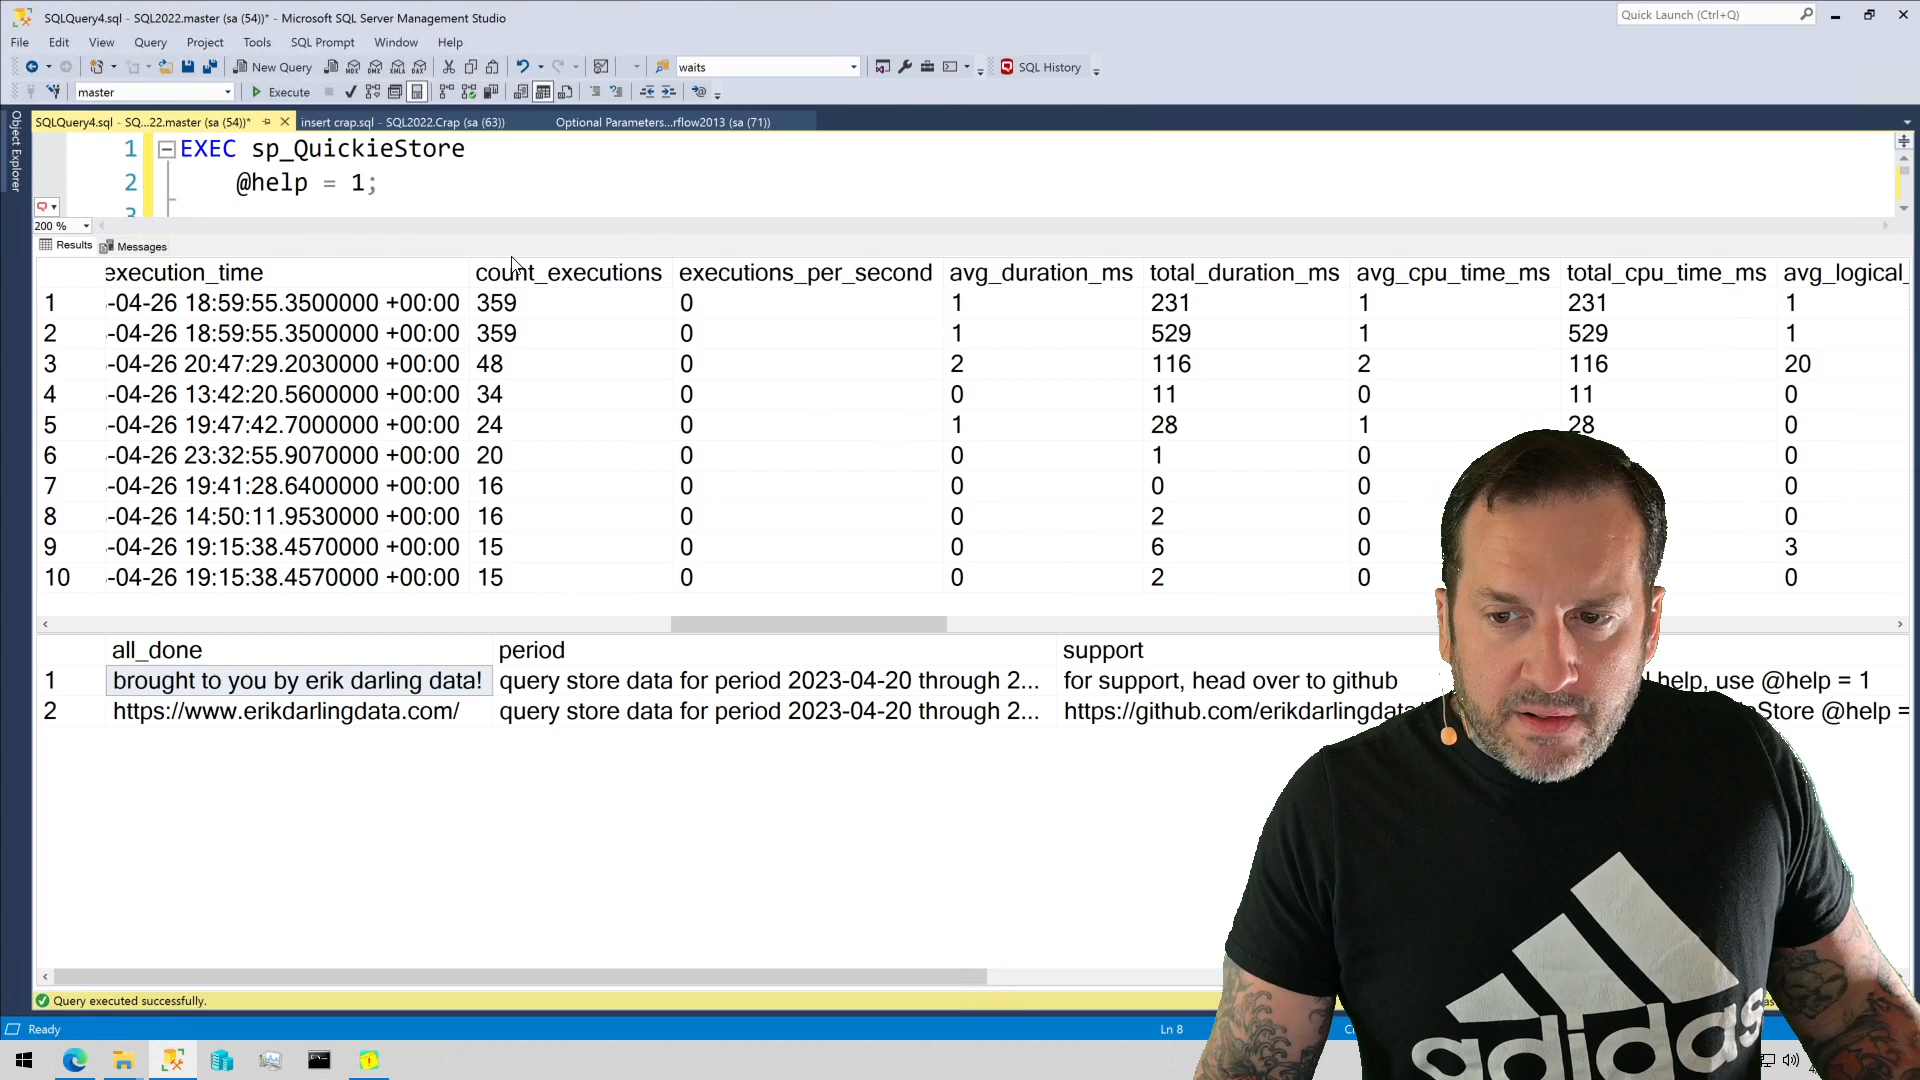 SQLQuery4.sql - SQL2022.master (sa (54))* - Microsoft SQL Server Management Studio
Quick Launch (Ctrl+Q)
File Edit View Query Project Tools SQL Prompt Window Help
New Query
waits
SQL History
master
Execute
SQLQuery4.sql - SQ...22.master (sa (54))*
insert crap.sql - SQL2022.Crap (sa (63))
Optional Parameters...rflow2013 (sa (71))
Object Explorer
1 EXEC sp_QuickieStore
2 @help = 1;
3
200 %
Results Messages
execution_time count_executions executions_per_second avg_duration_ms total_duration_ms avg_cpu_time_ms total_cpu_time_ms avg_logical_
1 -04-26 18:59:55.3500000 +00:00 359 0 1 231 1 231 1
2 -04-26 18:59:55.3500000 +00:00 359 0 1 529 1 529 1
3 -04-26 20:47:29.2030000 +00:00 48 0 2 116 2 116 20
4 -04-26 13:42:20.5600000 +00:00 34 0 0 11 0 11 0
5 -04-26 19:47:42.7000000 +00:00 24 0 1 28 1 28 0
6 -04-26 23:32:55.9070000 +00:00 20 0 0 1 0 0
7 -04-26 19:41:28.6400000 +00:00 16 0 0 0 0 0
8 -04-26 14:50:11.9530000 +00:00 16 0 0 2 0 0
9 -04-26 19:15:38.4570000 +00:00 15 0 0 6 0 3
10 -04-26 19:15:38.4570000 +00:00 15 0 0 2 0 0
all_done period support
1 brought to you by erik darling data! query store data for period 2023-04-20 through 2... for support, head over to github help, use @help = 1
2 https://www.erikdarlingdata.com/ query store data for period 2023-04-20 through 2... https://github.com/erikdarlingdata/ Store @help =
Query executed successfully.
Ready
Ln 8
adidas